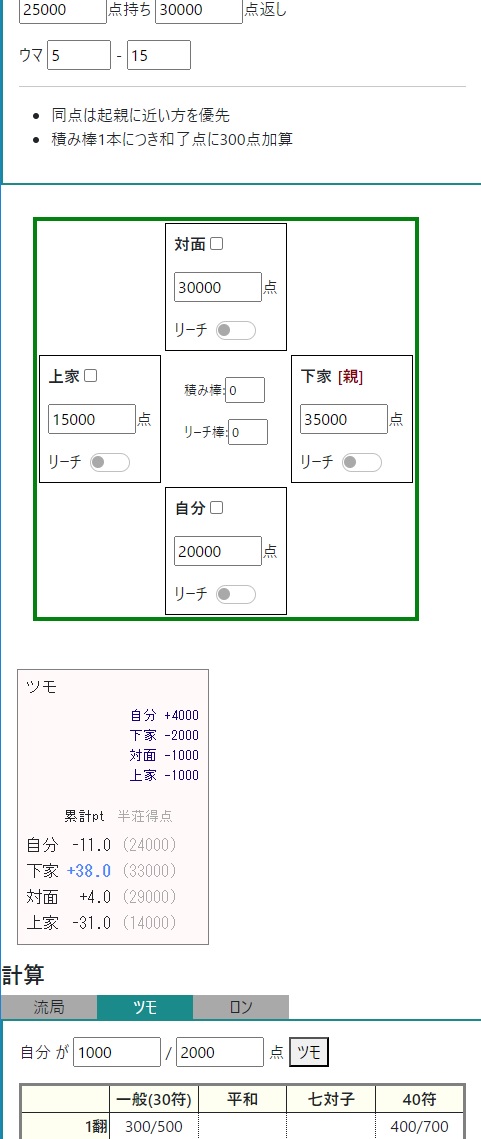 25000 点持ち 30000 点返し
ウマ 5 - 15
同点は起親に近い方を優先
積み棒1本につき和了点に300点加算
対面
30000 点
リーチ
上家
15000 点
リーチ
積み棒: 0
リーチ棒: 0
下家 [親]
35000 点
リーチ
自分
20000 点
リーチ
ツモ
自分 +4000
下家 -2000
対面 -1000
上家 -1000
累計pt 半荘得点
自分 -11.0 (24000)
下家 +38.0 (33000)
対面 +4.0 (29000)
上家 -31.0 (14000)
計算
流局 ツモ ロン
自分 が 1000 / 2000 点 ツモ
一般(30符) 平和 七対子 40符
1翻 300/500 400/700